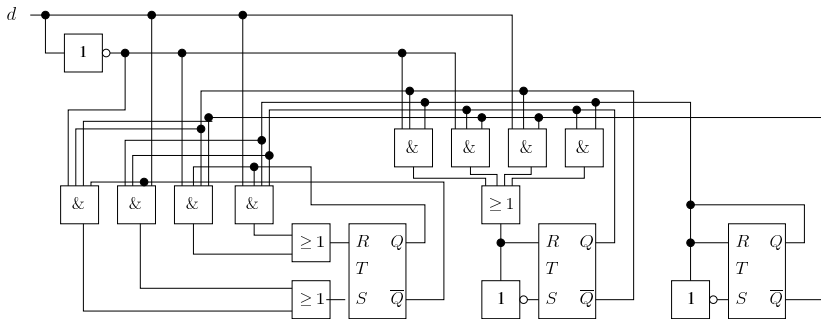 d
1
& & & &
& & & &
≥ 1
≥ 1 R Q R Q R Q
T T T
≥ 1 S Q̅ 1 S Q̅ 1 S Q̅